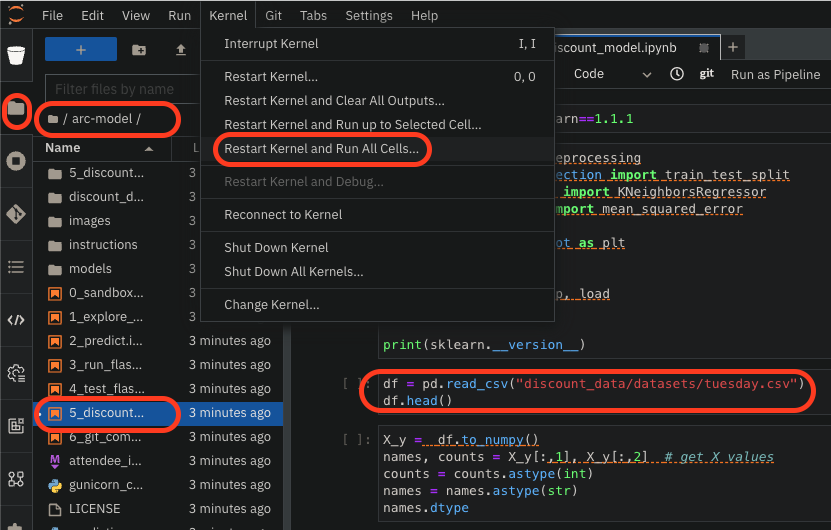 File Edit View Run Kernel Git Tabs Settings Help
+
Filter files by name
/ arc-model /
Name
5_discount... 3
discount_d... 3
images 3
instructions 3
models 3
0_sandbox... 3
1_explore_... 3
2_predict.i... 3 minutes ago
3_run_flas... 3 minutes ago
4_test_flas... 3 minutes ago
5_discount... 3 minutes ago
6_git_com... 3 minutes ago
attendee_i... 3 minutes ago
gunicorn_c... 3 minutes ago
LICENSE 3 minutes ago
3 minutes ago
Interrupt Kernel I, I
Restart Kernel... 0, 0
Restart Kernel and Clear All Outputs...
Restart Kernel and Run up to Selected Cell...
Restart Kernel and Run All Cells...
Restart Kernel and Debug...
Reconnect to Kernel
Shut Down Kernel
Shut Down All Kernels...
Change Kernel...
scount_model.ipynb +
Code git Run as Pipeline
arn==1.1.1
eprocessing
ction import train_test_split
import KNeighborsRegressor
mport mean_squared_error
ot as plt
p, load
print(sklearn.__version__)
[ ]: df = pd.read_csv("discount_data/datasets/tuesday.csv")
df.head()
[ ]: X_y = df.to_numpy()
names, counts = X_y[:,1], X_y[:,2] # get X values
counts = counts.astype(int)
names = names.astype(str)
names.dtype